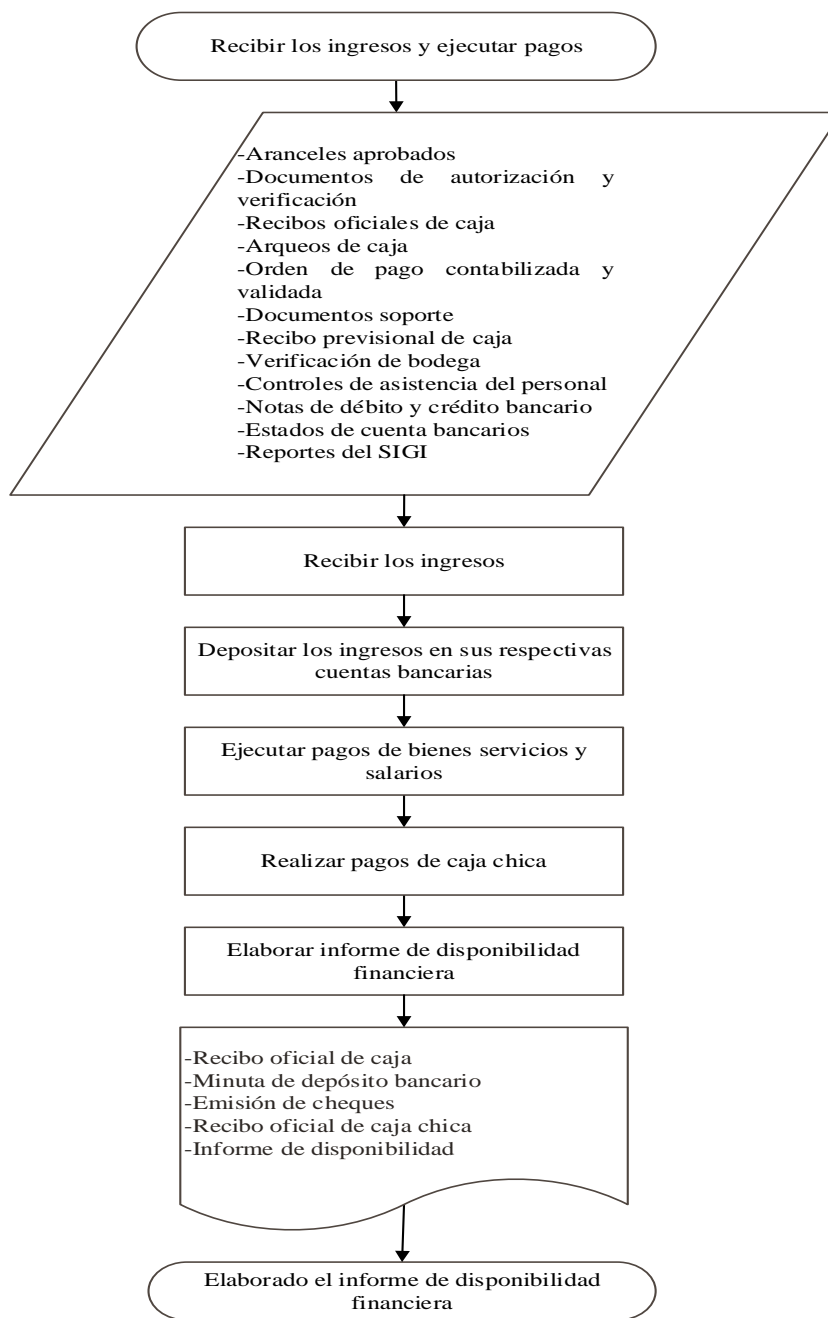 Recibir los ingresos y ejecutar pagos
-Aranceles aprobados
-Documentos de autorización y
verificación
-Recibos oficiales de caja
-Arqueos de caja
-Orden de pago contabilizada y
validada
-Documentos soporte
-Recibo previsional de caja
-Verificación de bodega
-Controles de asistencia del personal
-Notas de débito y crédito bancario
-Estados de cuenta bancarios
-Reportes del SIGI
Recibir los ingresos
Depositar los ingresos en sus respectivas
cuentas bancarias
Ejecutar pagos de bienes servicios y
salarios
Realizar pagos de caja chica
Elaborar informe de disponibilidad
financiera
-Recibo oficial de caja
-Minuta de depósito bancario
-Emisión de cheques
-Recibo oficial de caja chica
-Informe de disponibilidad
Elaborado el informe de disponibilidad
financiera